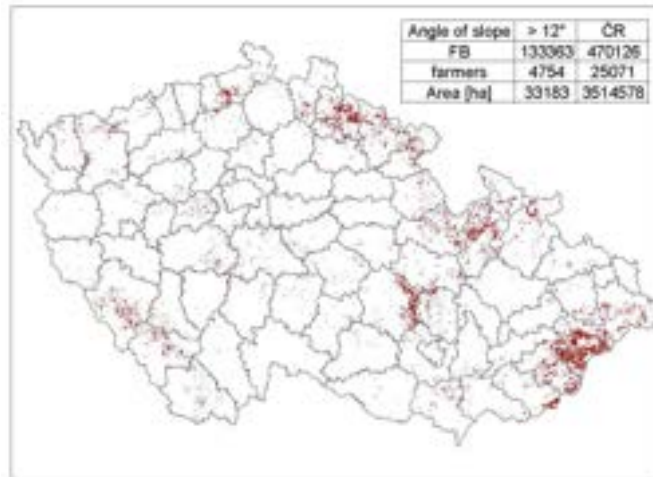 Angle of slope > 12° ČR
FB 133363 470126
farmers 4754 25071
Area [ha] 33183 3514578